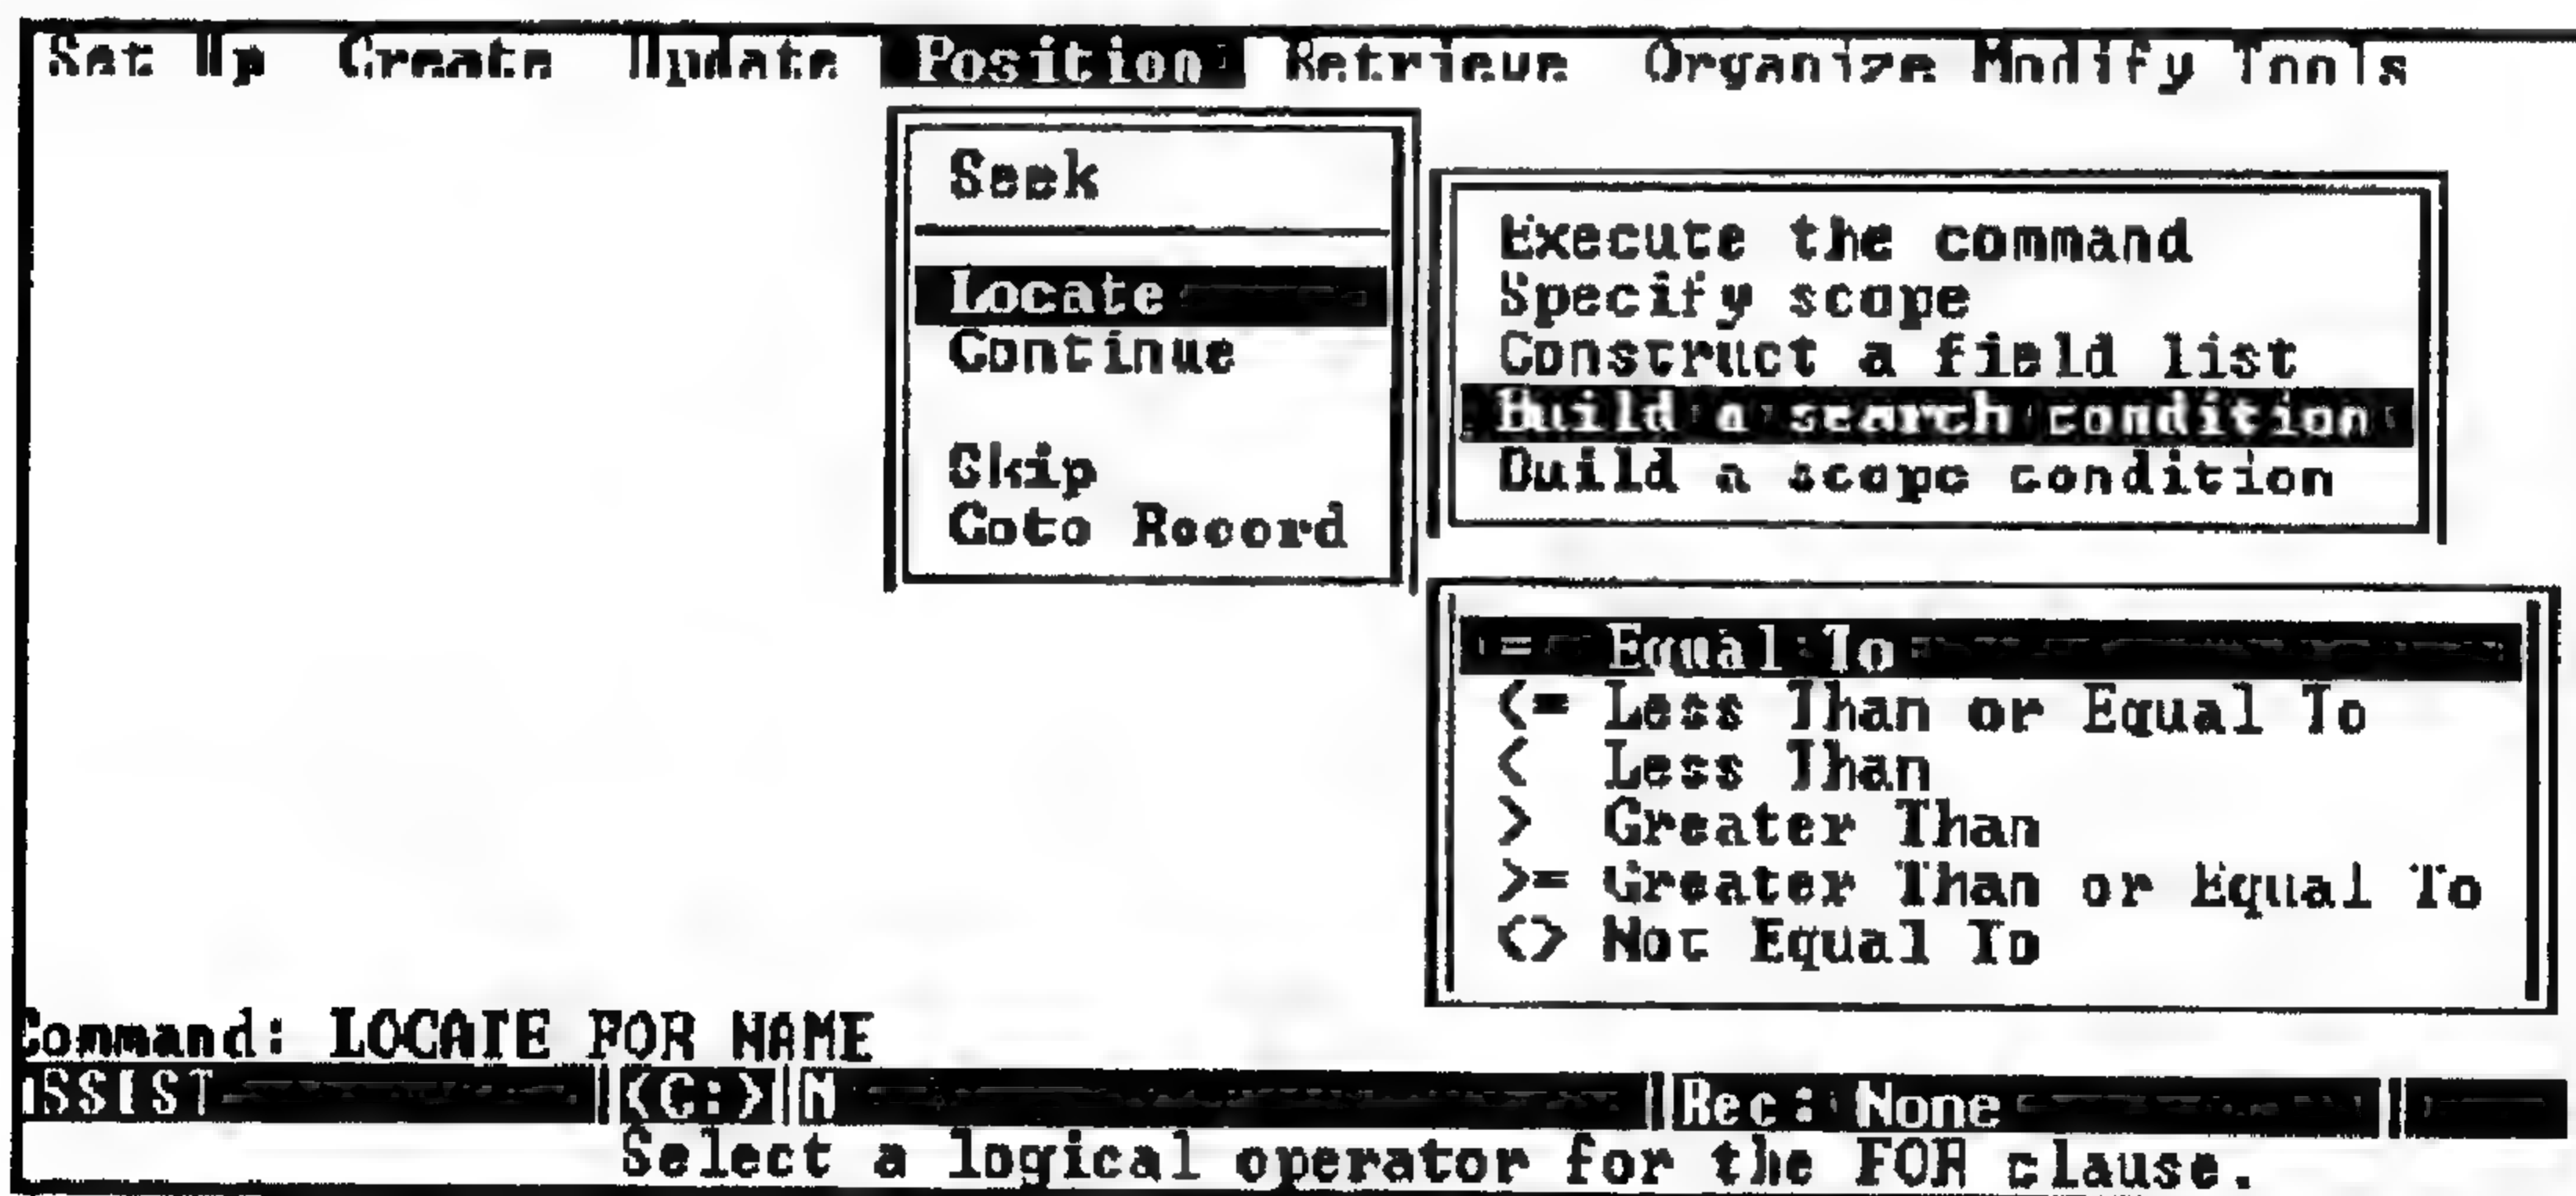 Set Up Create Update Position Retrieve Organize Modify Tools
Seek
Locate
Continue
Skip
Goto Record
Execute the command
Specify scope
Construct a field list
Build a search condition
Build a scope condition
= Equal To
<= Less Than or Equal To
< Less Than
> Greater Than
>= Greater Than or Equal To
<> Not Equal To
Command: LOCATE FOR NAME
ASSIST <C:> N Rec: None
Select a logical operator for the FOR clause.